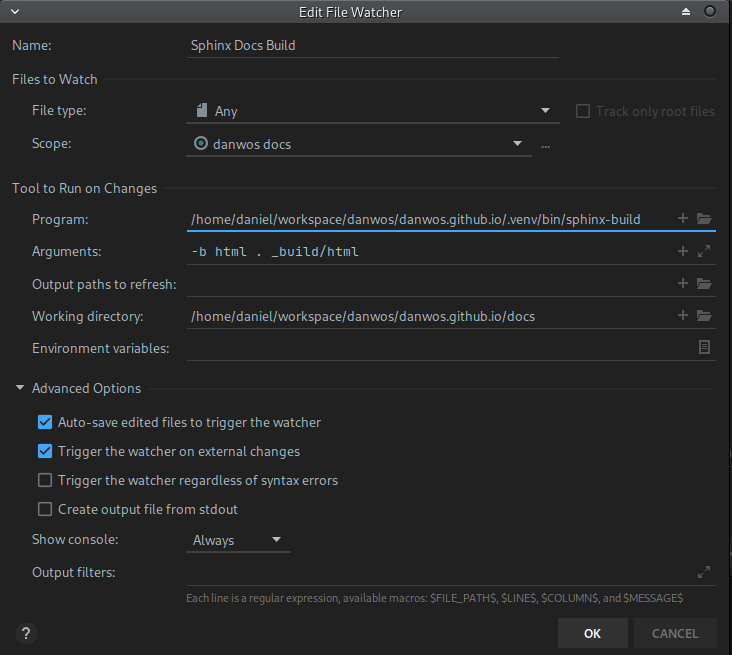 Edit File Watcher
Name: Sphinx Docs Build
Files to Watch
File type: Any Track only root files
Scope: danwos docs ...
Tool to Run on Changes
Program: /home/daniel/workspace/danwos/danwos.github.io/.venv/bin/sphinx-build
Arguments: -b html . _build/html
Output paths to refresh:
Working directory: /home/daniel/workspace/danwos/danwos.github.io/docs
Environment variables:
Advanced Options
Auto-save edited files to trigger the watcher
Trigger the watcher on external changes
Trigger the watcher regardless of syntax errors
Create output file from stdout
Show console: Always
Output filters:
Each line is a regular expression, available macros: $FILE_PATH$, $LINE$, $COLUMN$, and $MESSAGE$
? OK CANCEL